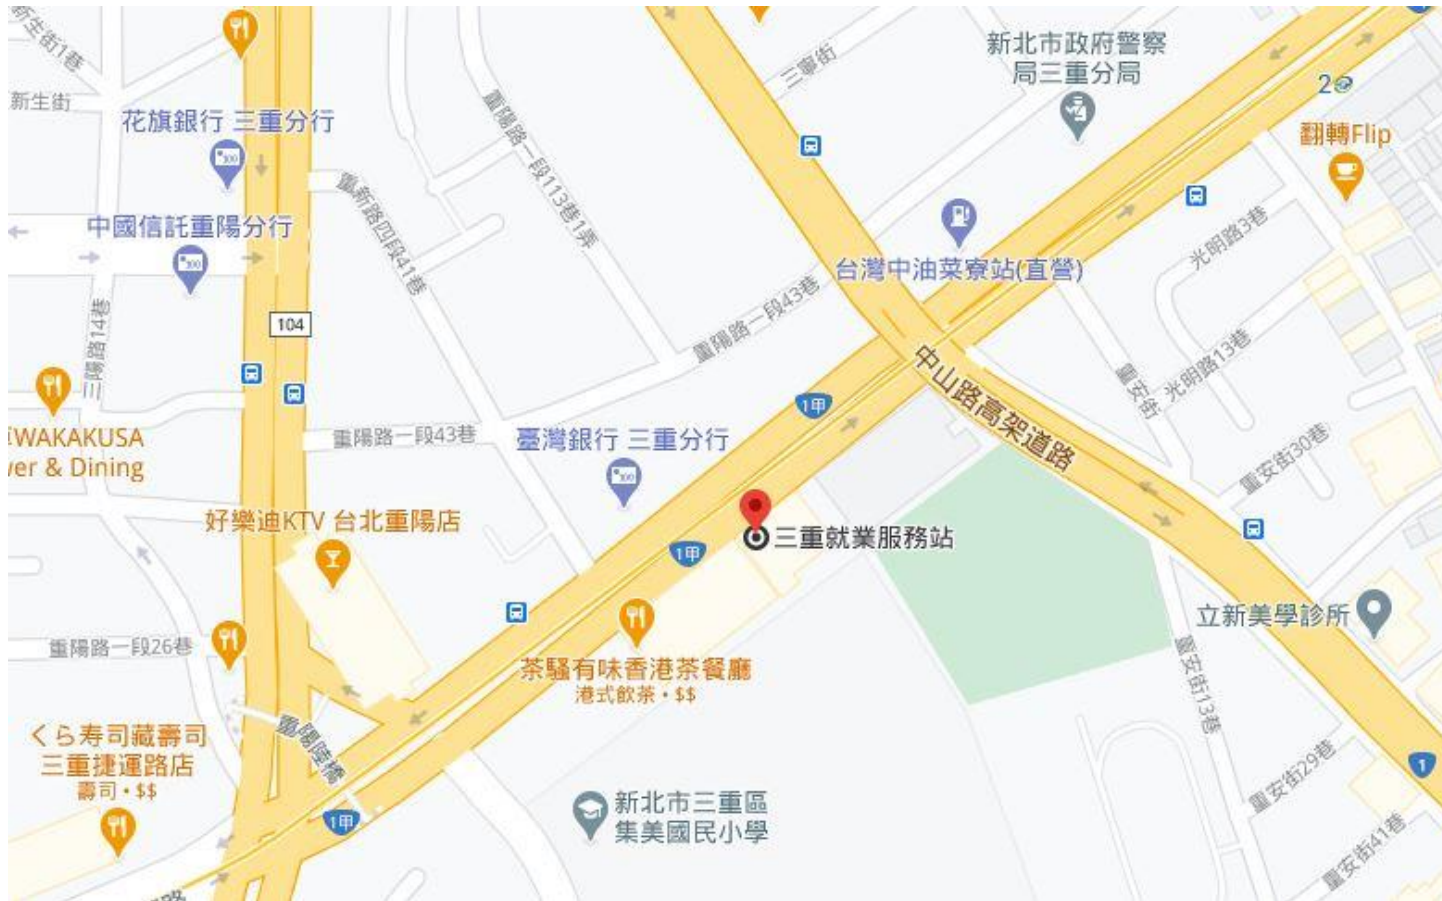 新生街1巷
新生街
花旗銀行 三重分行
中國信託重陽分行
三陽路14巷
104
重新路四段41巷
重陽路一段113巷1弄
三寧街
新北市政府警察
局三重分局
2
翻轉Flip
台灣中油菜寮站(直營)
光明路3巷
光明路13巷
重安街
重陽路一段43巷
中山路高架道路
1甲
重陽路一段43巷
臺灣銀行 三重分行
WAKAKUSA
er & Dining
重安街30巷
好樂迪KTV 台北重陽店
三重就業服務站
1甲
立新美學診所
重陽路一段26巷
茶騷有味香港茶餐廳
港式飲茶・$$
重安街13巷
重陽陸橋
くら寿司藏壽司
三重捷運路店
壽司・$$
1
重安街29巷
新北市三重區
集美國民小學
1甲
重安街41巷
路